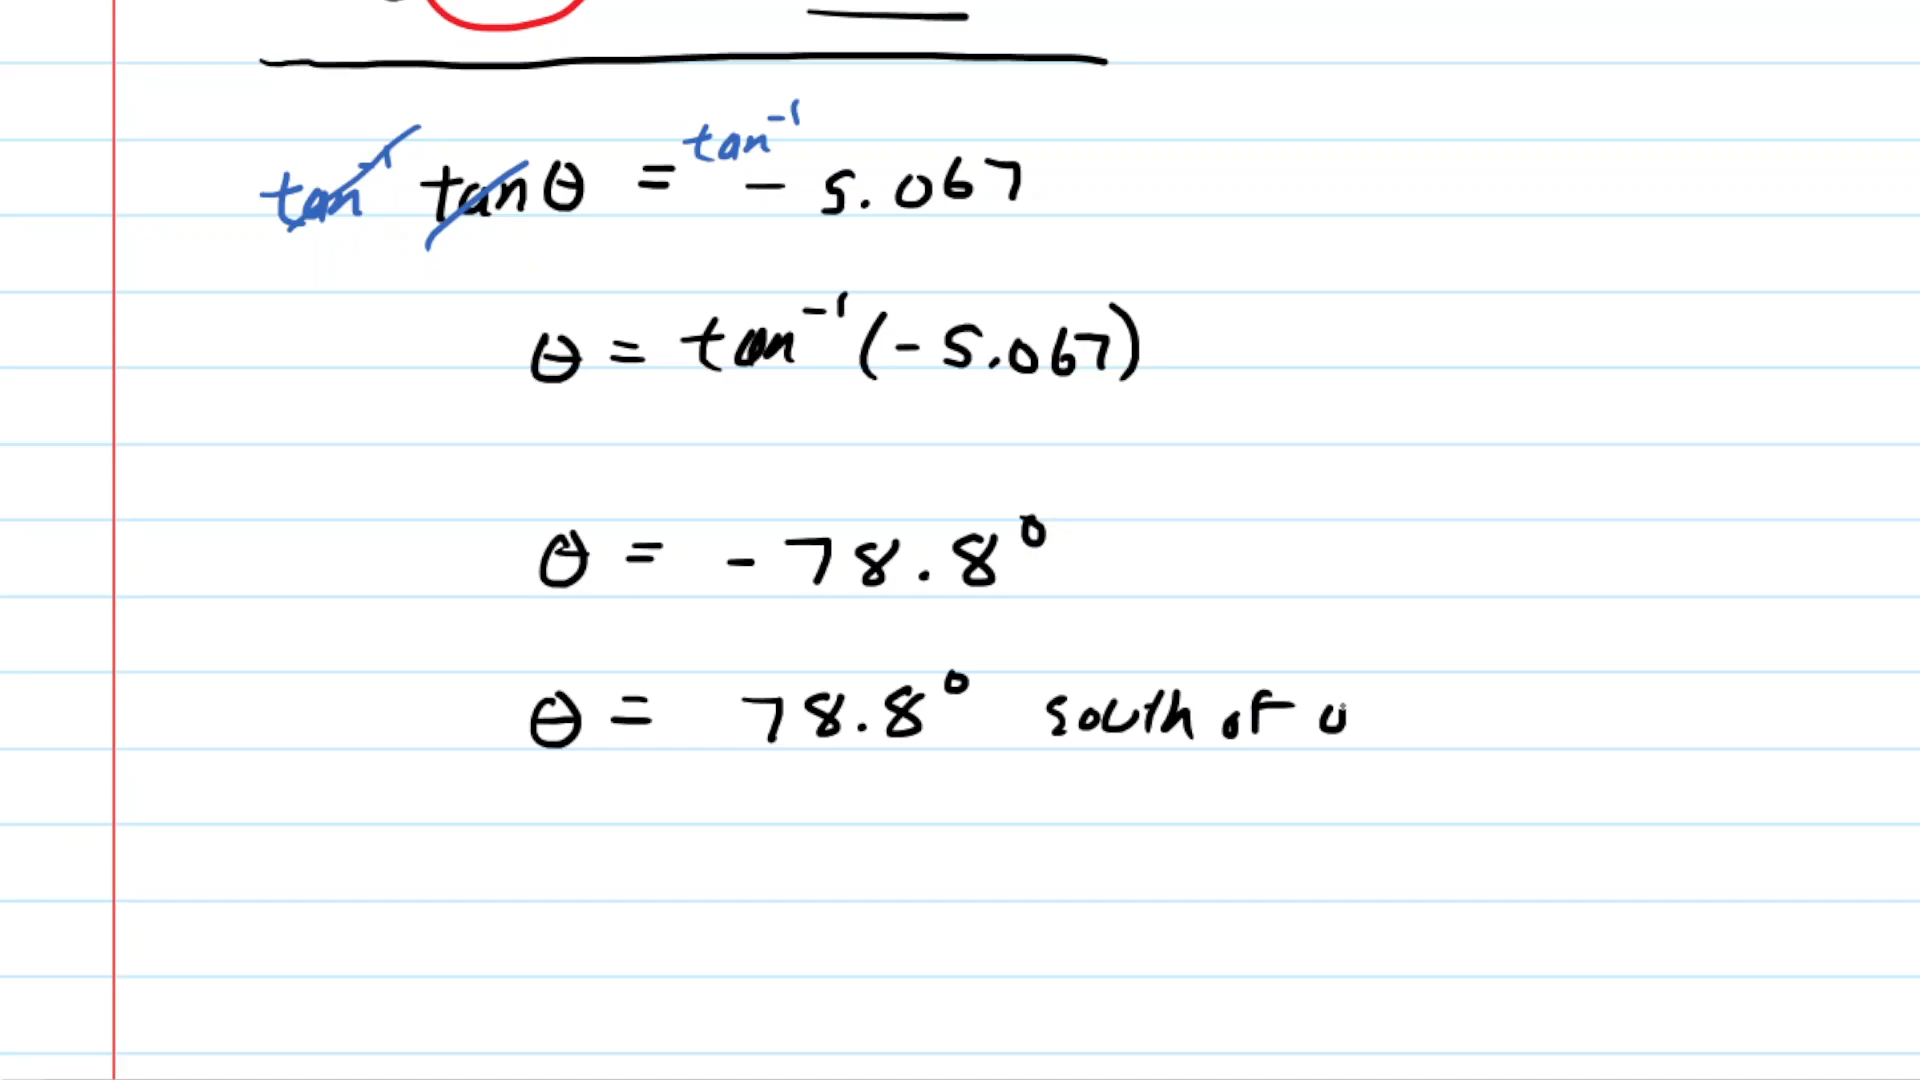 tan⁻¹ tanθ = tan⁻¹ - 5.067
θ = tan⁻¹(-5.067)
θ = -78.8°
θ = 78.8° south of